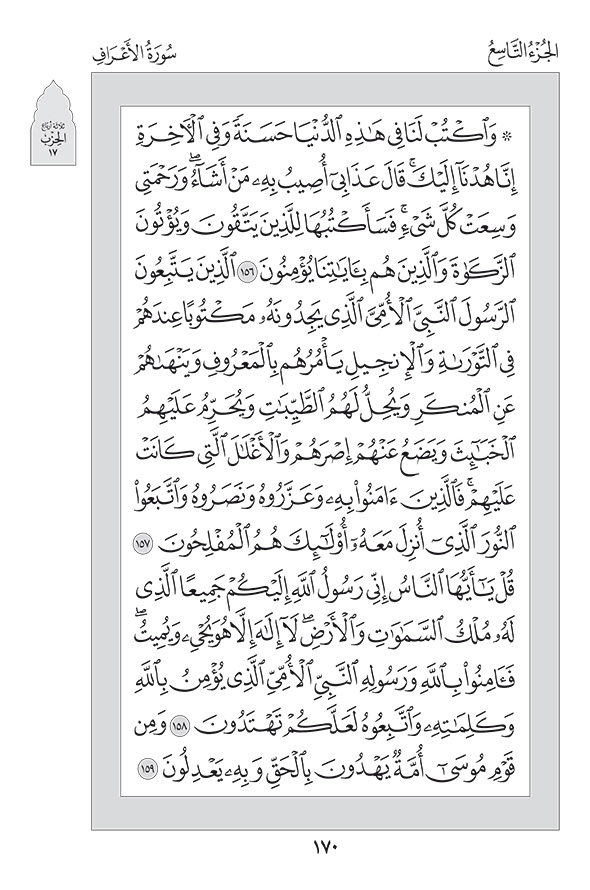 الجُزْءُ التَّاسِعُ
سُورَةُ الأَعْرَافِ
ثلاثة أرباع
الحِزْب
١٧
۞ وَٱكۡتُبۡ لَنَا فِي هَٰذِهِ ٱلدُّنۡيَا حَسَنَةٗ وَفِي ٱلۡأٓخِرَةِ
إِنَّا هُدۡنَآ إِلَيۡكَۚ قَالَ عَذَابِيٓ أُصِيبُ بِهِۦ مَنۡ أَشَآءُۖ وَرَحۡمَتِي
وَسِعَتۡ كُلَّ شَيۡءٖۚ فَسَأَكۡتُبُهَا لِلَّذِينَ يَتَّقُونَ وَيُؤۡتُونَ
ٱلزَّكَوٰةَ وَٱلَّذِينَ هُم بِـَٔايَٰتِنَا يُؤۡمِنُونَ ١٥٦ ٱلَّذِينَ يَتَّبِعُونَ
ٱلرَّسُولَ ٱلنَّبِيَّ ٱلۡأُمِّيَّ ٱلَّذِي يَجِدُونَهُۥ مَكۡتُوبًا عِندَهُمۡ
فِي ٱلتَّوۡرَىٰةِ وَٱلۡإِنجِيلِ يَأۡمُرُهُم بِٱلۡمَعۡرُوفِ وَيَنۡهَىٰهُمۡ
عَنِ ٱلۡمُنكَرِ وَيُحِلُّ لَهُمُ ٱلطَّيِّبَٰتِ وَيُحَرِّمُ عَلَيۡهِمُ
ٱلۡخَبَٰٓئِثَ وَيَضَعُ عَنۡهُمۡ إِصۡرَهُمۡ وَٱلۡأَغۡلَٰلَ ٱلَّتِي كَانَتۡ
عَلَيۡهِمۡۚ فَٱلَّذِينَ ءَامَنُواْ بِهِۦ وَعَزَّرُوهُ وَنَصَرُوهُ وَٱتَّبَعُواْ
ٱلنُّورَ ٱلَّذِيٓ أُنزِلَ مَعَهُۥٓ أُوْلَٰٓئِكَ هُمُ ٱلۡمُفۡلِحُونَ ١٥٧
قُلۡ يَٰٓأَيُّهَا ٱلنَّاسُ إِنِّي رَسُولُ ٱللَّهِ إِلَيۡكُمۡ جَمِيعًا ٱلَّذِي
لَهُۥ مُلۡكُ ٱلسَّمَٰوَٰتِ وَٱلۡأَرۡضِۖ لَآ إِلَٰهَ إِلَّا هُوَ يُحۡيِۦ وَيُمِيتُۖ
فَـَٔامِنُواْ بِٱللَّهِ وَرَسُولِهِ ٱلنَّبِيِّ ٱلۡأُمِّيِّ ٱلَّذِي يُؤۡمِنُ بِٱللَّهِ
وَكَلِمَٰتِهِۦ وَٱتَّبِعُوهُ لَعَلَّكُمۡ تَهۡتَدُونَ ١٥٨ وَمِن
قَوۡمِ مُوسَىٰٓ أُمَّةٞ يَهۡدُونَ بِٱلۡحَقِّ وَبِهِۦ يَعۡدِلُونَ ١٥٩
١٧٠